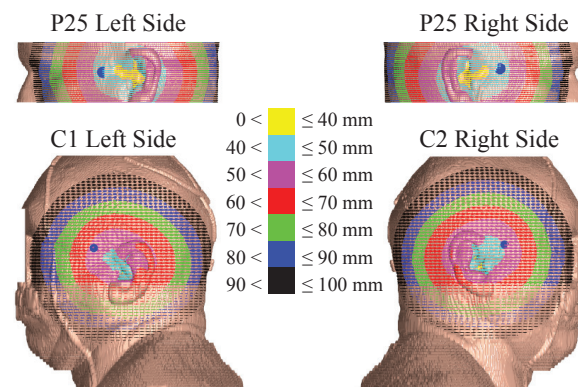 P25 Left Side
P25 Right Side
0 < ≤ 40 mm
40 < ≤ 50 mm
50 < ≤ 60 mm
60 < ≤ 70 mm
70 < ≤ 80 mm
80 < ≤ 90 mm
90 < ≤ 100 mm
C1 Left Side
C2 Right Side